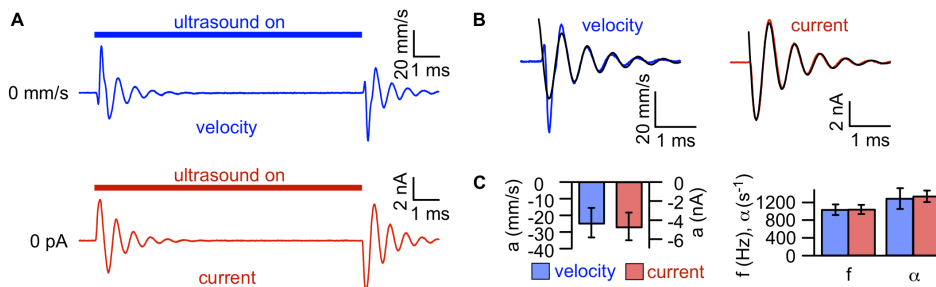 A
ultrasound on
20 mm/s
1 ms
0 mm/s
velocity
ultrasound on
2 nA
1 ms
0 pA
current
B
velocity
current
20 mm/s
1 ms
2 nA
1 ms
C
a (mm/s)
0
-10
-20
-30
-40
0
-2
-4
-6
a (nA)
velocity
current
f (Hz), α (s-1)
1200
800
400
0
f
α